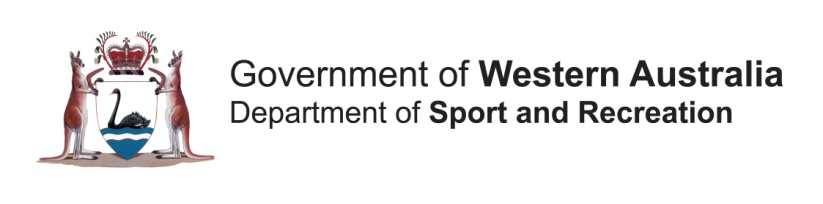 Government of Western Australia
Department of Sport and Recreation